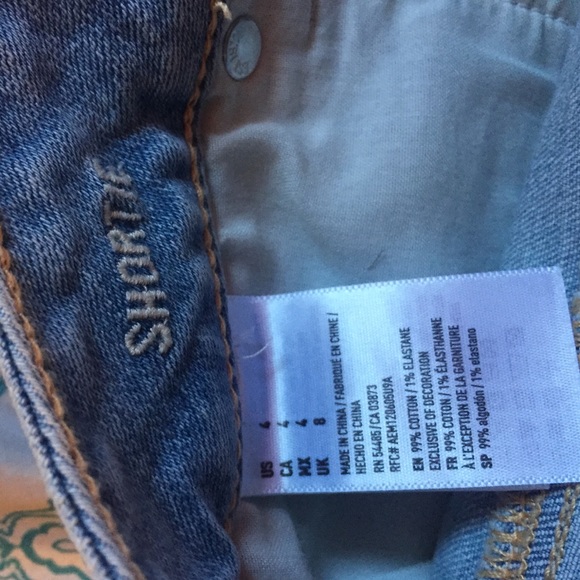 SHORTIE
US 4
CA 4
MX 4
UK 8
MADE IN CHINA / FABRIQUÉ EN CHINE /
HECHO EN CHINA
RN 54485/CA 03873
RFC# AEM120605U9A
EN 99% COTTON / 1% ELASTANE
EXCLUSIVE OF DECORATION
FR 99% COTON / 1% ÉLASTHANNE
À L'EXCEPTION DE LA GARNITURE
SP 99% algodón / 1% elastano